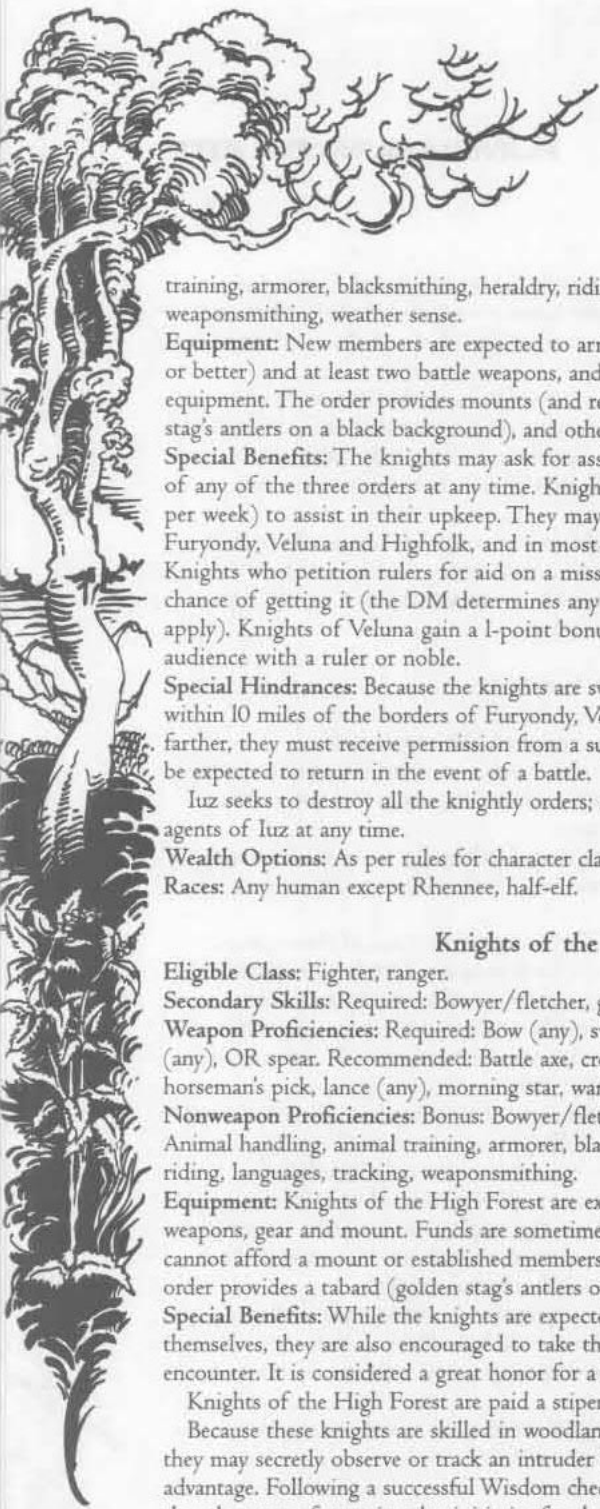 training, armorer, blacksmithing, heraldry, ridi
weaponsmithing, weather sense.
Equipment: New members are expected to arr
or better) and at least two battle weapons, and
equipment. The order provides mounts (and re
stag's antlers on a black background), and othe
Special Benefits: The knights may ask for ass
of any of the three orders at any time. Knight
per week) to assist in their upkeep. They may
Furyondy, Veluna and Highfolk, and in most
Knights who petition rulers for aid on a miss
chance of getting it (the DM determines any
apply). Knights of Veluna gain a 1-point bonu
audience with a ruler or noble.
Special Hindrances: Because the knights are sw
within 10 miles of the borders of Furyondy, Ve
farther, they must receive permission from a su
be expected to return in the event of a battle.
Iuz seeks to destroy all the knightly orders;
agents of Iuz at any time.
Wealth Options: As per rules for character cla
Races: Any human except Rhennee, half-elf.
Knights of the
Eligible Class: Fighter, ranger.
Secondary Skills: Required: Bowyer/fletcher, g
Weapon Proficiencies: Required: Bow (any), s
(any), OR spear. Recommended: Battle axe, cr
horseman's pick, lance (any), morning star, war
Nonweapon Proficiencies: Bonus: Bowyer/flet
Animal handling, animal training, armorer, bla
riding, languages, tracking, weaponsmithing.
Equipment: Knights of the High Forest are ex
weapons, gear and mount. Funds are sometime
cannot afford a mount or established members
order provides a tabard (golden stag's antlers o
Special Benefits: While the knights are expecte
themselves, they are also encouraged to take th
encounter. It is considered a great honor for a
Knights of the High Forest are paid a stiper
Because these knights are skilled in woodlan
they may secretly observe or track an intruder
advantage. Following a successful Wisdom chec